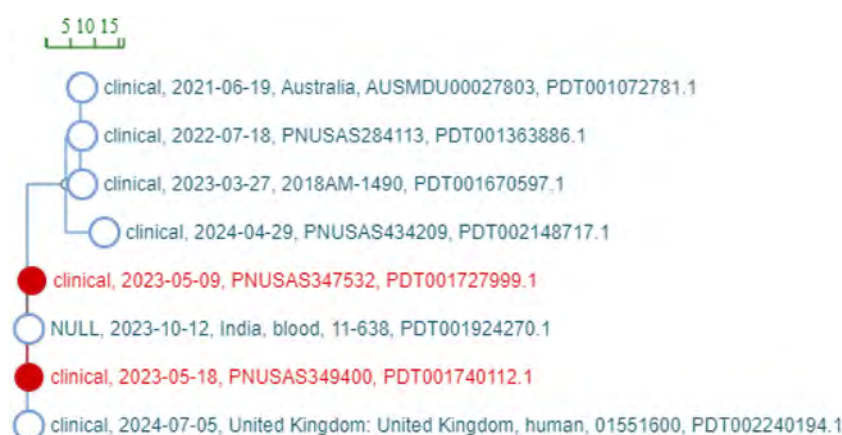 5 10 15
clinical, 2021-06-19, Australia, AUSMDU00027803, PDT001072781.1
clinical, 2022-07-18, PNUSAS284113, PDT001363886.1
clinical, 2023-03-27, 2018AM-1490, PDT001670597.1
clinical, 2024-04-29, PNUSAS434209, PDT002148717.1
clinical, 2023-05-09, PNUSAS347532, PDT001727999.1
NULL, 2023-10-12, India, blood, 11-638, PDT001924270.1
clinical, 2023-05-18, PNUSAS349400, PDT001740112.1
clinical, 2024-07-05, United Kingdom: United Kingdom, human, 01551600, PDT002240194.1